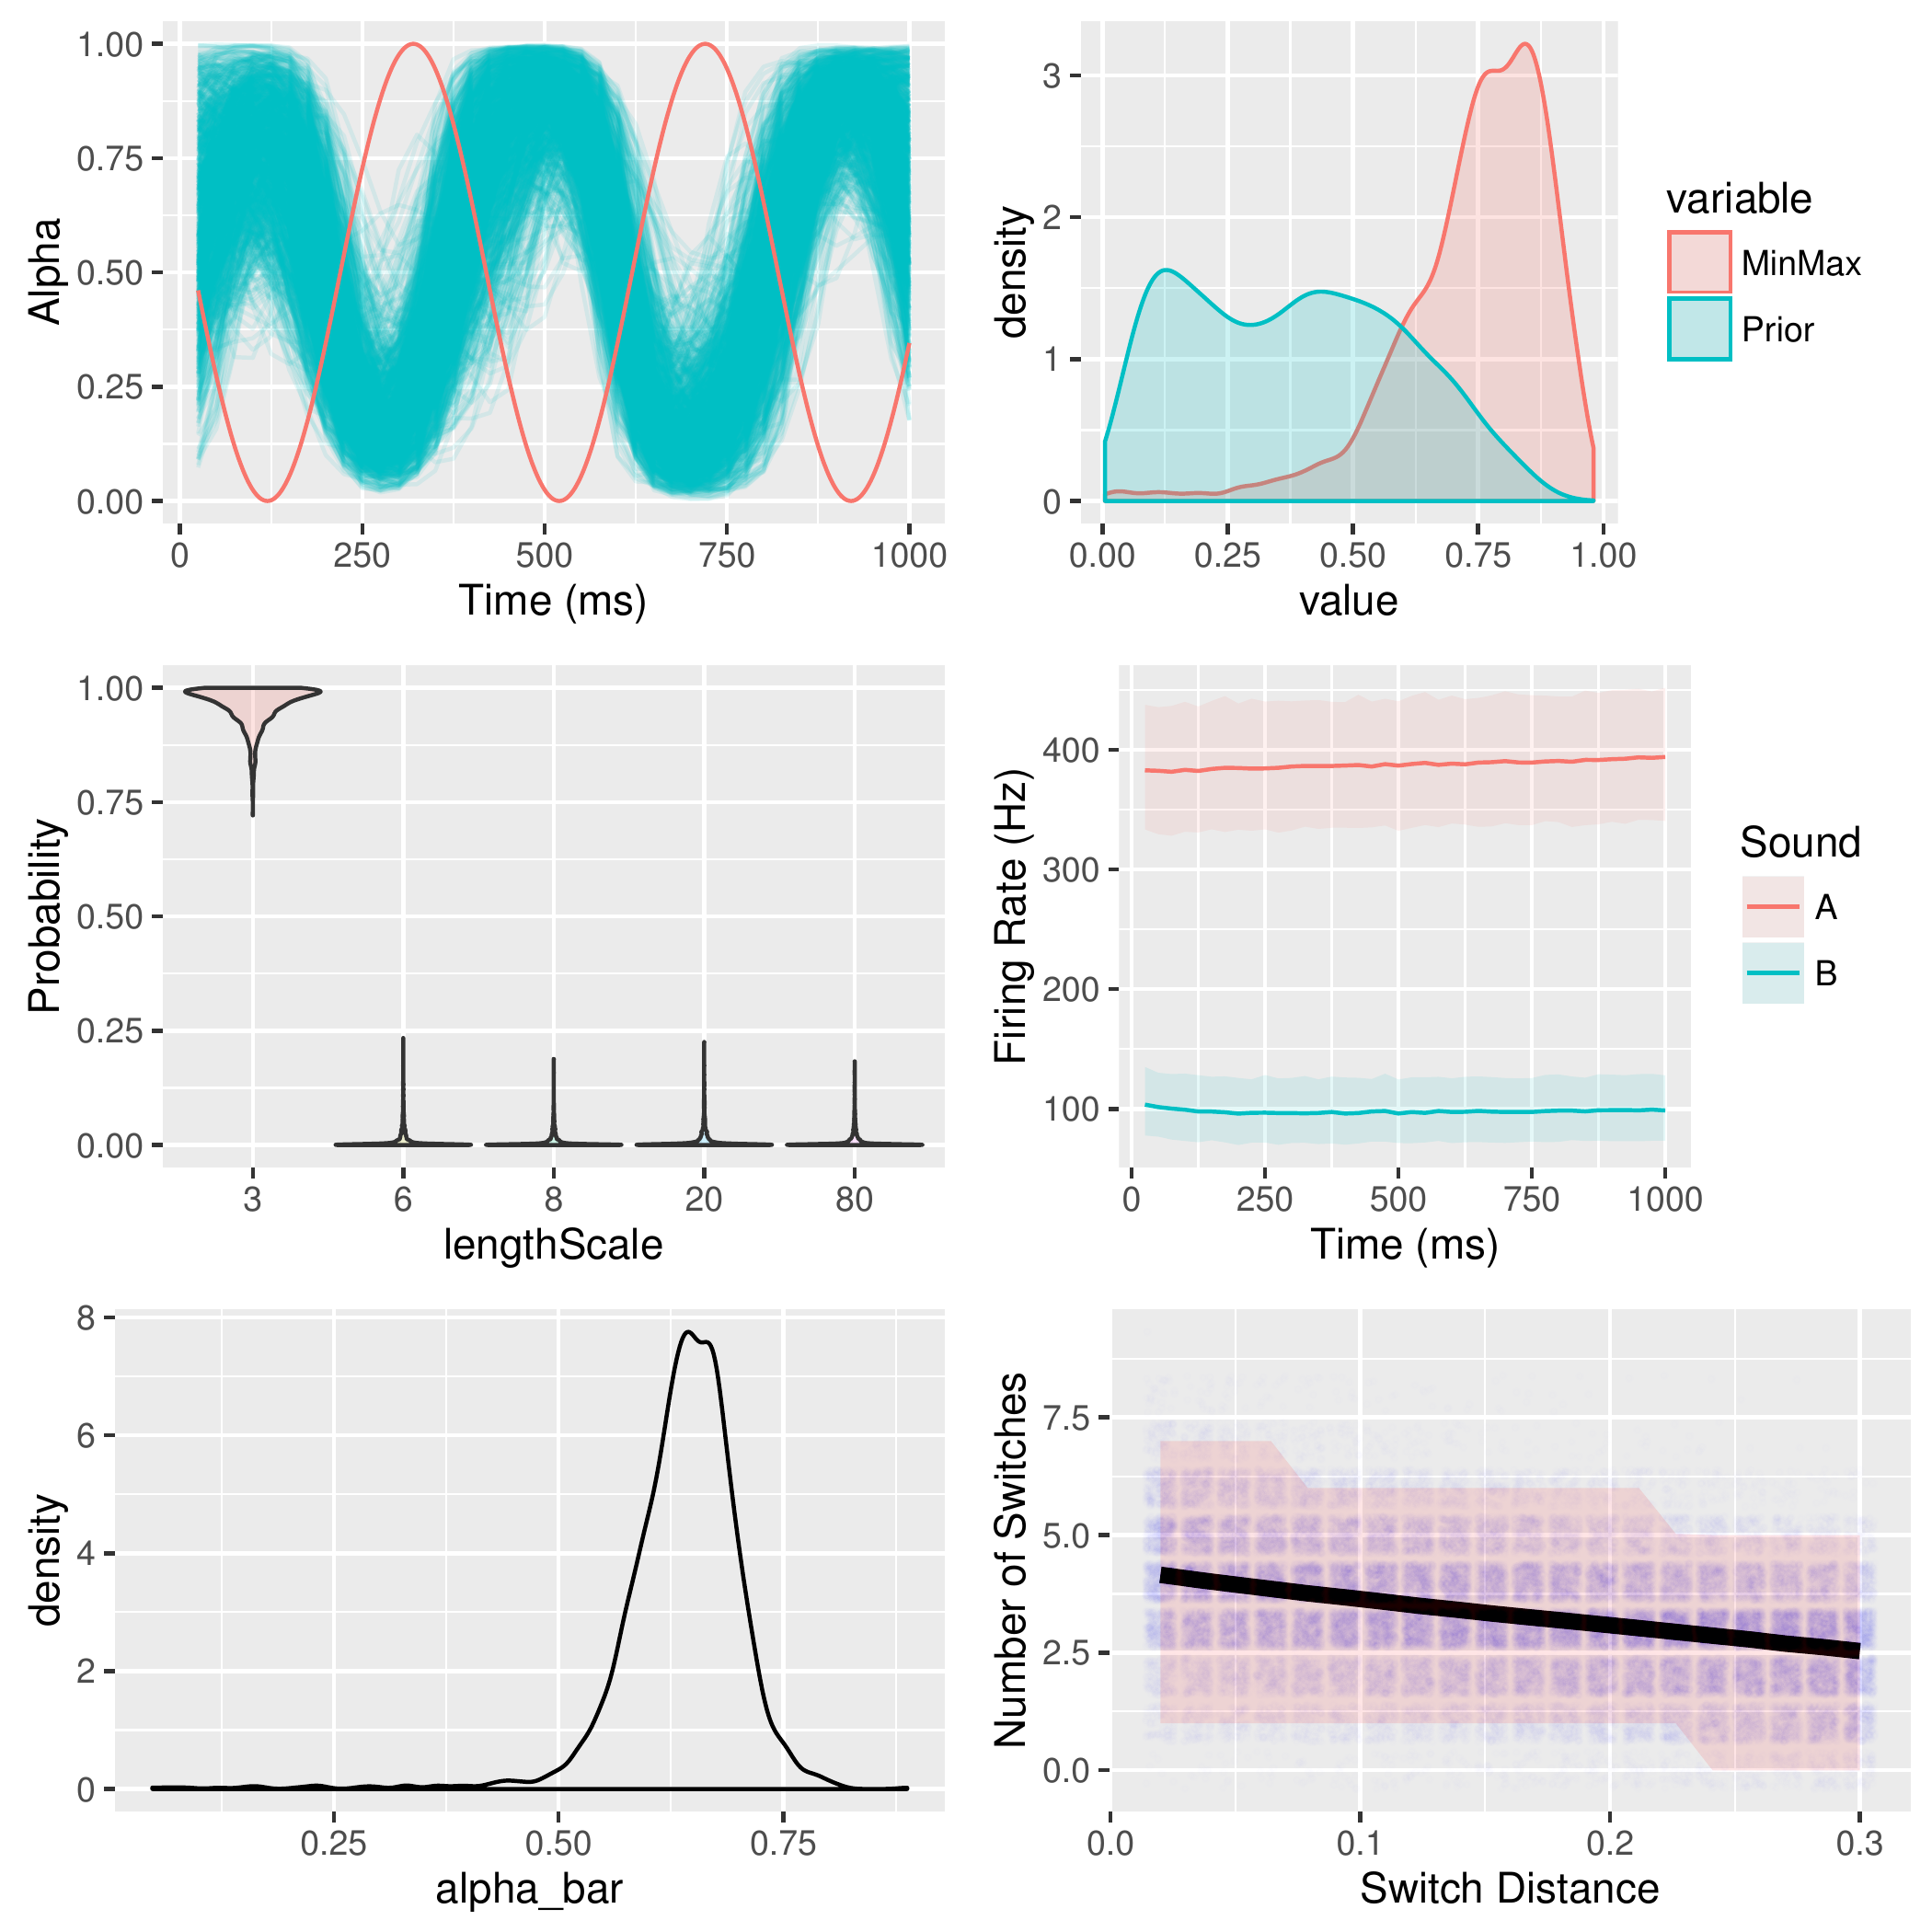 Alpha
1.00
0.75
0.50
0.25
0.00
0 250 500 750 1000
Time (ms)
density
3
2
1
0
0.00 0.25 0.50 0.75 1.00
value
variable
MinMax
Prior
Probability
1.00
0.75
0.50
0.25
0.00
3 6 8 20 80
lengthScale
Firing Rate (Hz)
400
300
200
100
0 250 500 750 1000
Time (ms)
Sound
A
B
density
8
6
4
2
0
0.25 0.50 0.75
alpha_bar
Number of Switches
7.5
5.0
2.5
0.0
0.0 0.1 0.2 0.3
Switch Distance